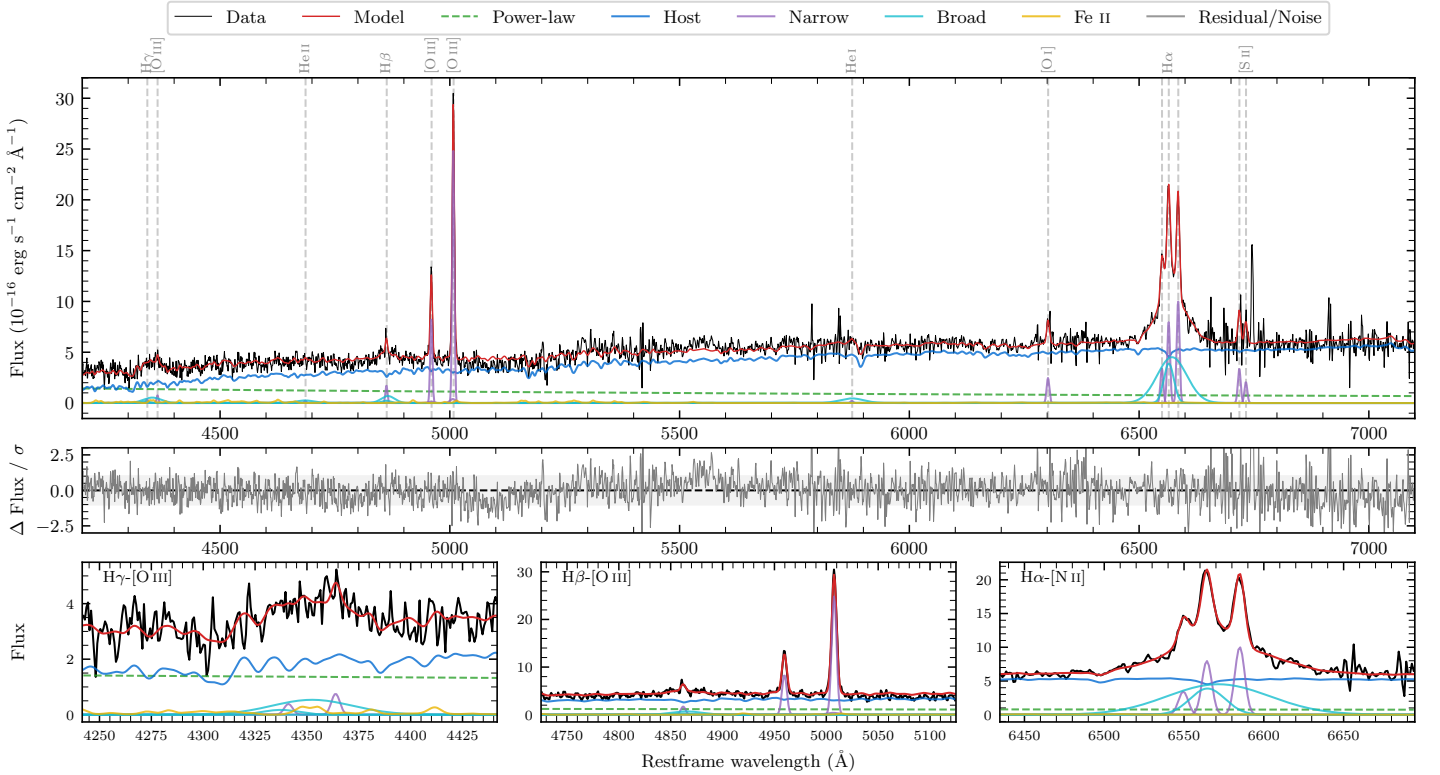 Data Model Power-law Host Narrow Broad Fe II Residual/Noise
Hγ [O III] He II Hβ [O III] [O III] He I [O I] Hα [S II]
Flux (10⁻¹⁶ erg s⁻¹ cm⁻² Å⁻¹)
30
25
20
15
10
5
0
4500 5000 5500 6000 6500 7000
Δ Flux / σ
2.5
0.0
−2.5
4500 5000 5500 6000 6500 7000
Flux
Hγ-[O III]
4
2
0
4250 4275 4300 4325 4350 4375 4400 4425
Hβ-[O III]
30
20
10
0
4750 4800 4850 4900 4950 5000 5050 5100
Hα-[N II]
20
15
10
5
0
6450 6500 6550 6600 6650
Restframe wavelength (Å)